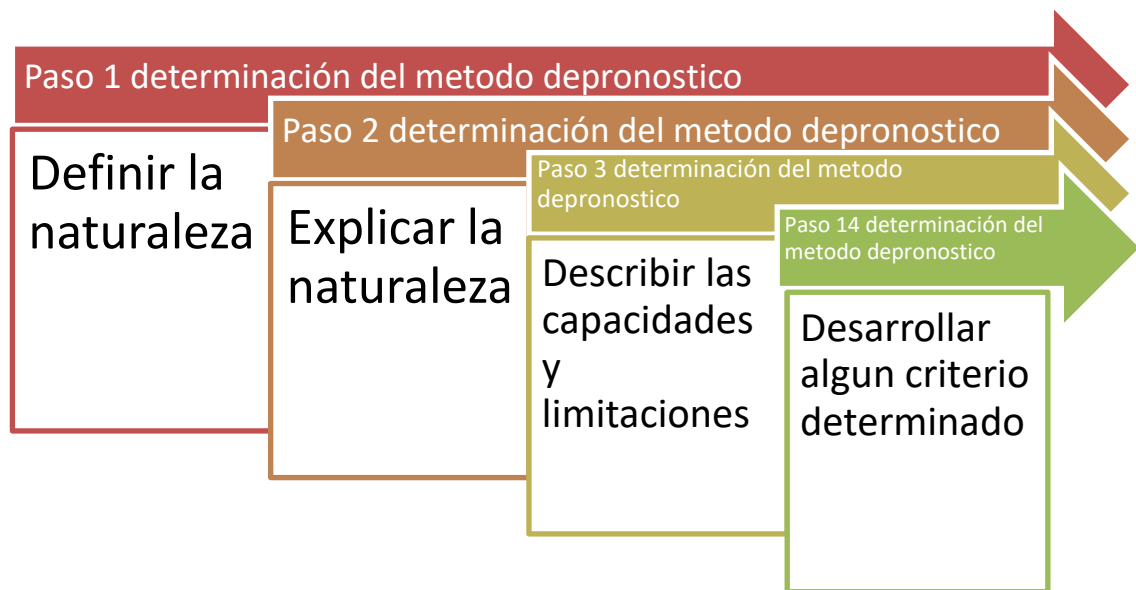 Paso 1 determinación del metodo depronostico
Definir la
naturaleza
Paso 2 determinación del metodo depronostico
Explicar la
naturaleza
Paso 3 determinación del metodo
depronostico
Describir las
capacidades
y
limitaciones
Paso 14 determinación del
metodo depronostico
Desarrollar
algun criterio
determinado